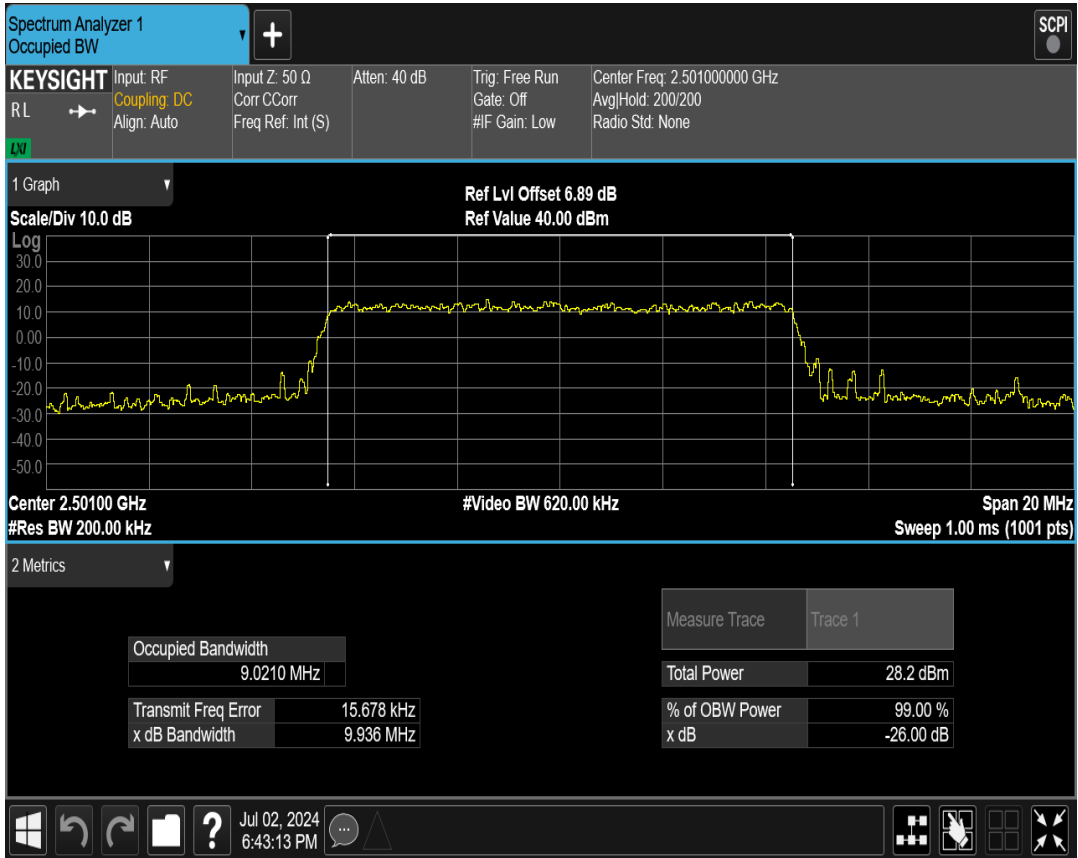 Spectrum Analyzer 1
Occupied BW
+
SCPI
KEYSIGHT
R L
LXI
Input: RF
Coupling: DC
Align: Auto
Input Z: 50 Ω
Corr CCorr
Freq Ref: Int (S)
Atten: 40 dB
Trig: Free Run
Gate: Off
#IF Gain: Low
Center Freq: 2.501000000 GHz
Avg|Hold: 200/200
Radio Std: None
1 Graph
Scale/Div 10.0 dB
Ref Lvl Offset 6.89 dB
Ref Value 40.00 dBm
Log
30.0
20.0
10.0
0.00
-10.0
-20.0
-30.0
-40.0
-50.0
Center 2.50100 GHz
#Video BW 620.00 kHz
Span 20 MHz
#Res BW 200.00 kHz
Sweep 1.00 ms (1001 pts)
2 Metrics
Measure Trace Trace 1
Occupied Bandwidth
9.0210 MHz
Total Power 28.2 dBm
Transmit Freq Error 15.678 kHz
% of OBW Power 99.00 %
x dB Bandwidth 9.936 MHz
x dB -26.00 dB
?
Jul 02, 2024
6:43:13 PM